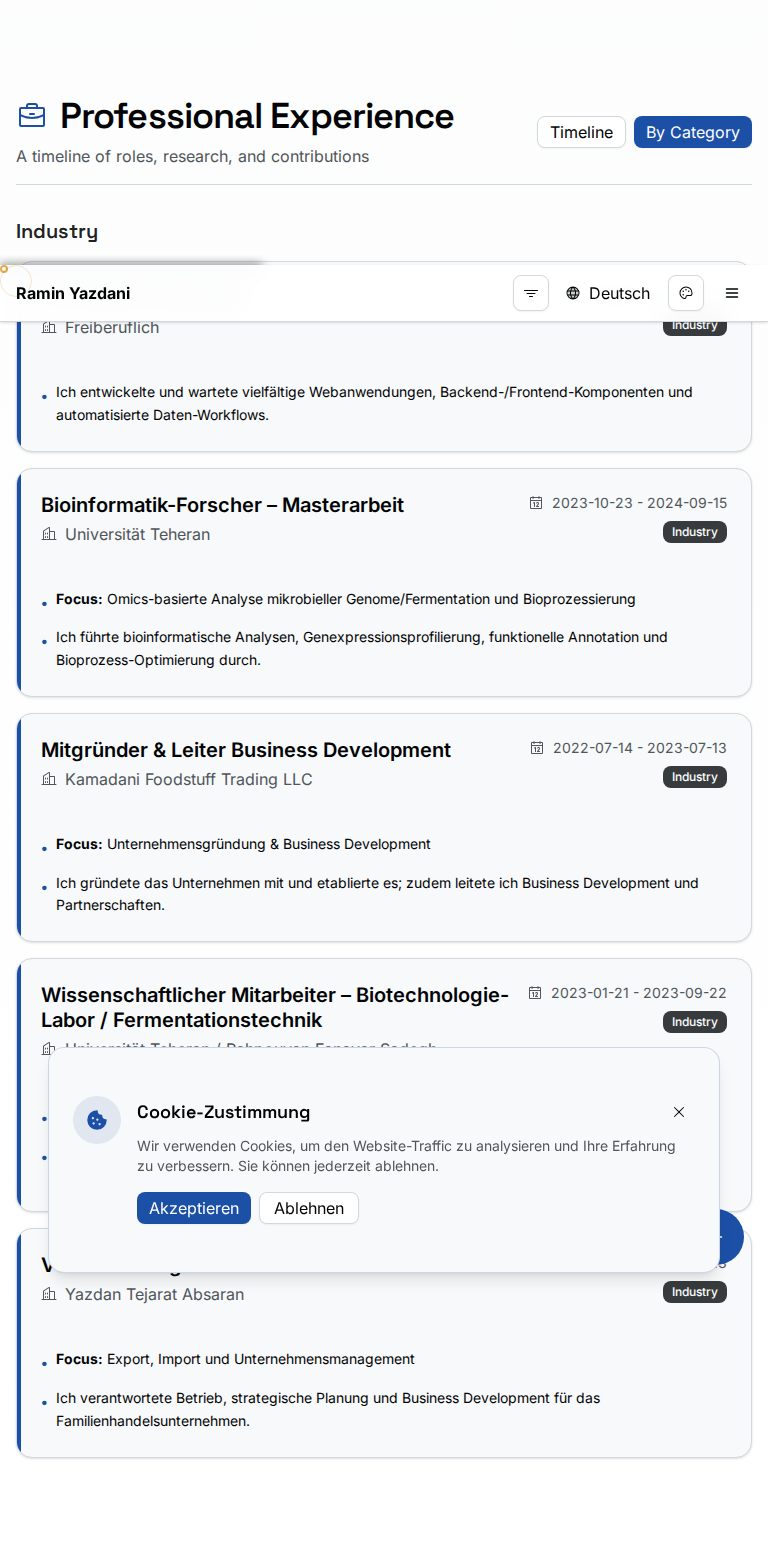 Professional Experience
A timeline of roles, research, and contributions
Timeline
By Category
Industry
Ramin Yazdani
Deutsch
Freiberuflich
Industry
Ich entwickelte und wartete vielfältige Webanwendungen, Backend-/Frontend-Komponenten und
automatisierte Daten-Workflows.
Bioinformatik-Forscher – Masterarbeit
2023-10-23 - 2024-09-15
Universität Teheran
Industry
Focus: Omics-basierte Analyse mikrobieller Genome/Fermentation und Bioprozessierung
Ich führte bioinformatische Analysen, Genexpressionsprofilierung, funktionelle Annotation und
Bioprozess-Optimierung durch.
Mitgründer & Leiter Business Development
2022-07-14 - 2023-07-13
Kamadani Foodstuff Trading LLC
Industry
Focus: Unternehmensgründung & Business Development
Ich gründete das Unternehmen mit und etablierte es; zudem leitete ich Business Development und
Partnerschaften.
Wissenschaftlicher Mitarbeiter – Biotechnologie-
Labor / Fermentationstechnik
2023-01-21 - 2023-09-22
Industry
Universität Teheran /
Cookie-Zustimmung
Wir verwenden Cookies, um den Website-Traffic zu analysieren und Ihre Erfahrung
zu verbessern. Sie können jederzeit ablehnen.
Akzeptieren
Ablehnen
Yazdan Tejarat Absaran
Industry
Focus: Export, Import und Unternehmensmanagement
Ich verantwortete Betrieb, strategische Planung und Business Development für das
Familienhandelsunternehmen.